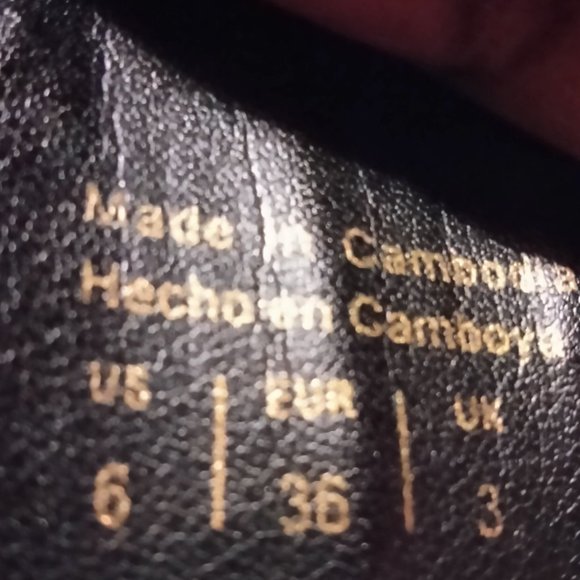 Made in Cambodia
Hecho en Camboya
US | EUR | UK
6 | 36 | 3